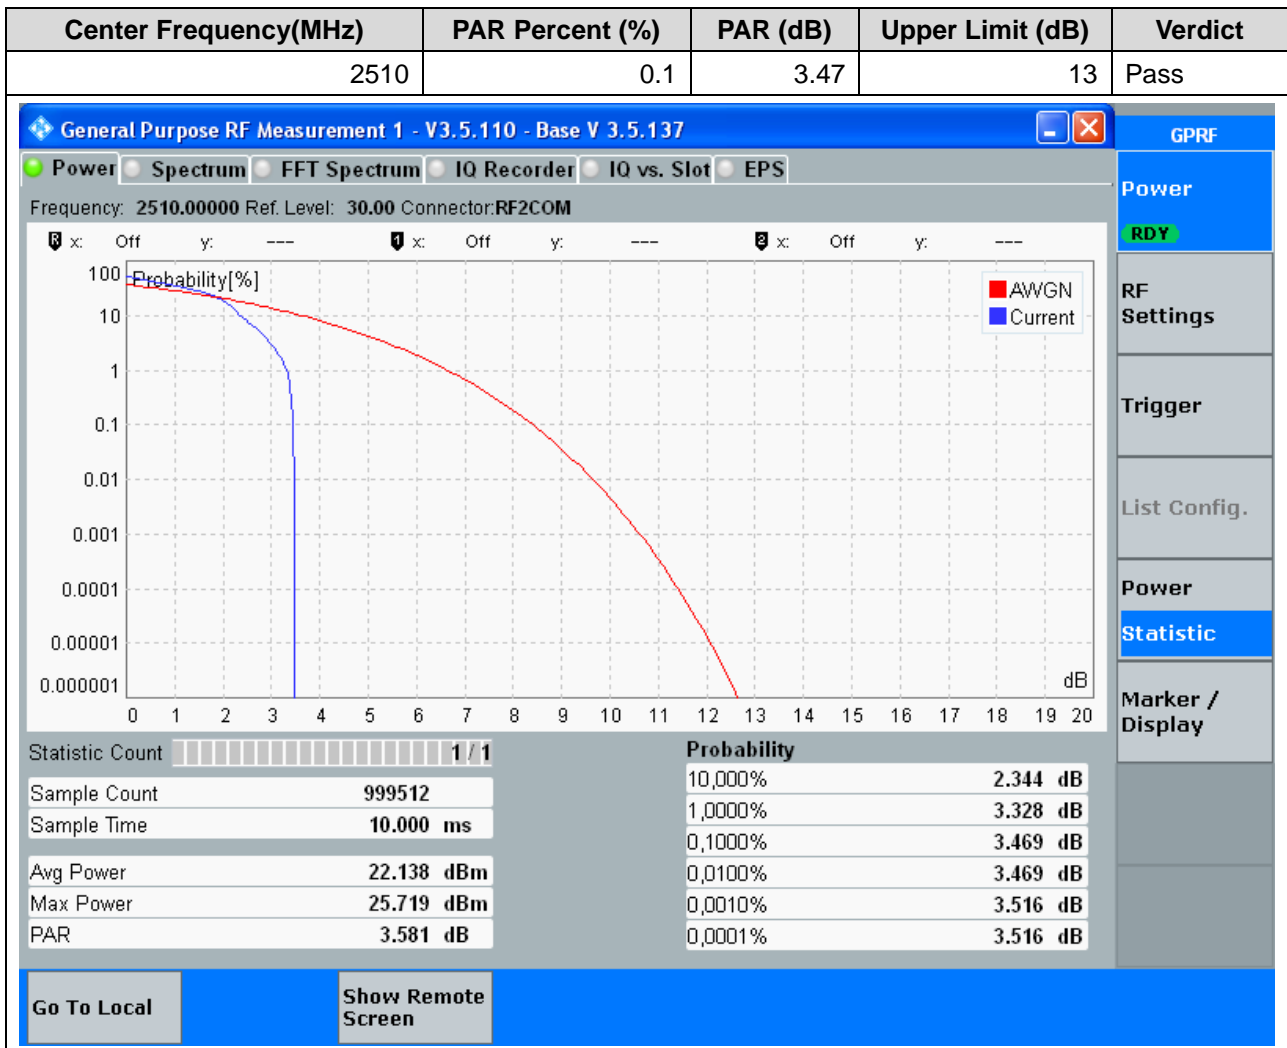 Center Frequency(MHz) PAR Percent (%) PAR (dB) Upper Limit (dB) Verdict
2510 0.1 3.47 13 Pass
General Purpose RF Measurement 1 - V3.5.110 - Base V 3.5.137
GPRF
Power Spectrum FFT Spectrum IQ Recorder IQ vs. Slot EPS
Frequency: 2510.00000 Ref. Level: 30.00 Connector:RF2COM
R x: Off y: --- 1 x: Off y: --- 2 x: Off y: ---
Probability[%]
AWGN
Current
100
10
1
0.1
0.01
0.001
0.0001
0.00001
0.000001
dB
0 1 2 3 4 5 6 7 8 9 10 11 12 13 14 15 16 17 18 19 20
Statistic Count 1 / 1
Sample Count 999512
Sample Time 10.000 ms
Avg Power 22.138 dBm
Max Power 25.719 dBm
PAR 3.581 dB
Probability
10,000% 2.344 dB
1,0000% 3.328 dB
0,1000% 3.469 dB
0,0100% 3.469 dB
0,0010% 3.516 dB
0,0001% 3.516 dB
Power
RDY
RF
Settings
Trigger
List Config.
Power
Statistic
Marker /
Display
Go To Local
Show Remote
Screen